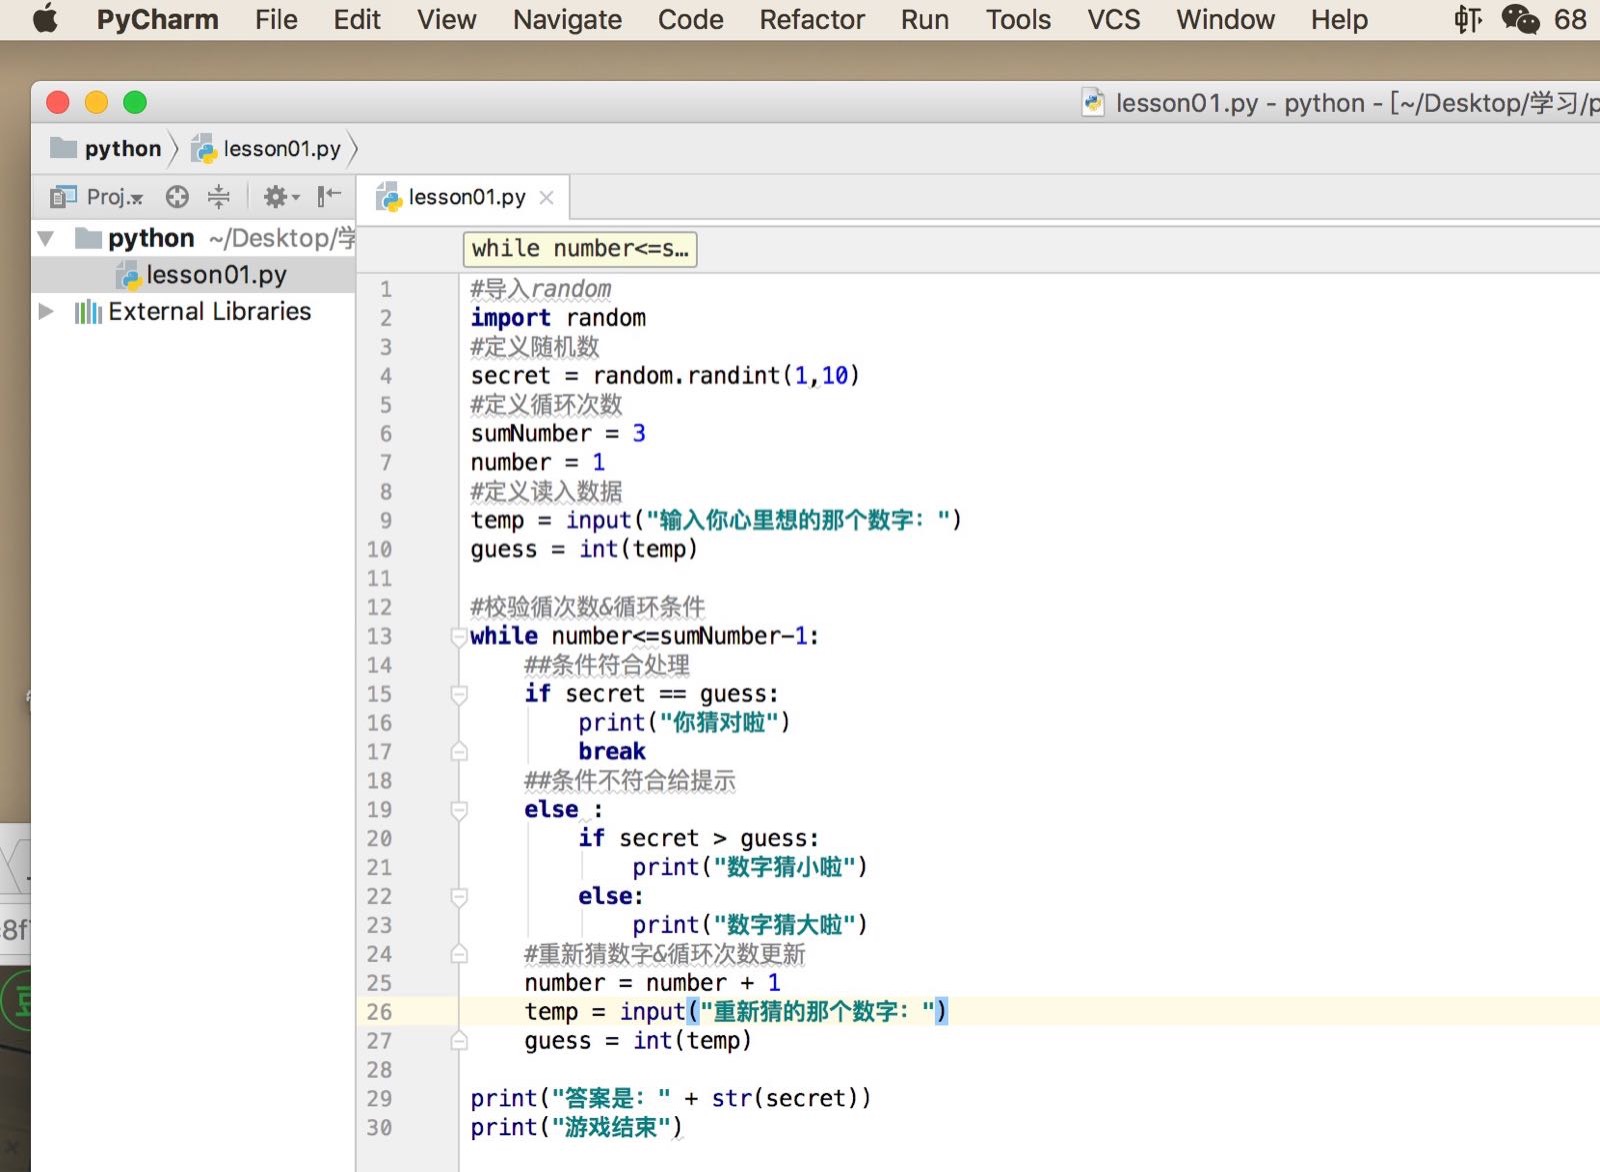 PyCharm File Edit View Navigate Code Refactor Run Tools VCS Window Help 虾 68
lesson01.py - python - [~/Desktop/学习/p
python lesson01.py
Proj.
lesson01.py
python ~/Desktop/学
while number<=s…
lesson01.py
External Libraries
1 #导入random
2 import random
3 #定义随机数
4 secret = random.randint(1,10)
5 #定义循环次数
6 sumNumber = 3
7 number = 1
8 #定义读入数据
9 temp = input("输入你心里想的那个数字：")
10 guess = int(temp)
11
12 #校验循次数&循环条件
13 while number<=sumNumber-1:
14 ##条件符合处理
15 if secret == guess:
16 print("你猜对啦")
17 break
18 ##条件不符合给提示
19 else :
20 if secret > guess:
21 print("数字猜小啦")
22 else:
23 print("数字猜大啦")
24 #重新猜数字&循环次数更新
25 number = number + 1
26 temp = input("重新猜的那个数字：")
27 guess = int(temp)
28
29 print("答案是：" + str(secret))
30 print("游戏结束")
8f